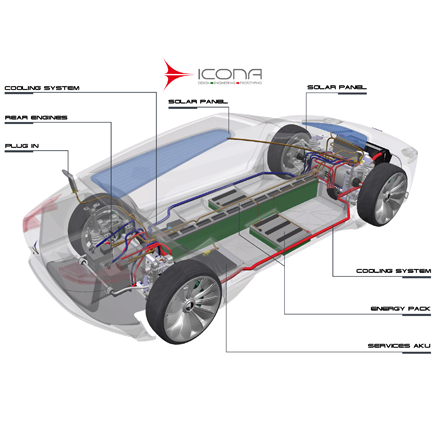 ICONA
DESIGN ENGINEERING PROTOTYPING
COOLING SYSTEM
SOLAR PANEL
SOLAR PANEL
REAR ENGINES
PLUG IN
COOLING SYSTEM
ENERGY PACK
SERVICES AKU